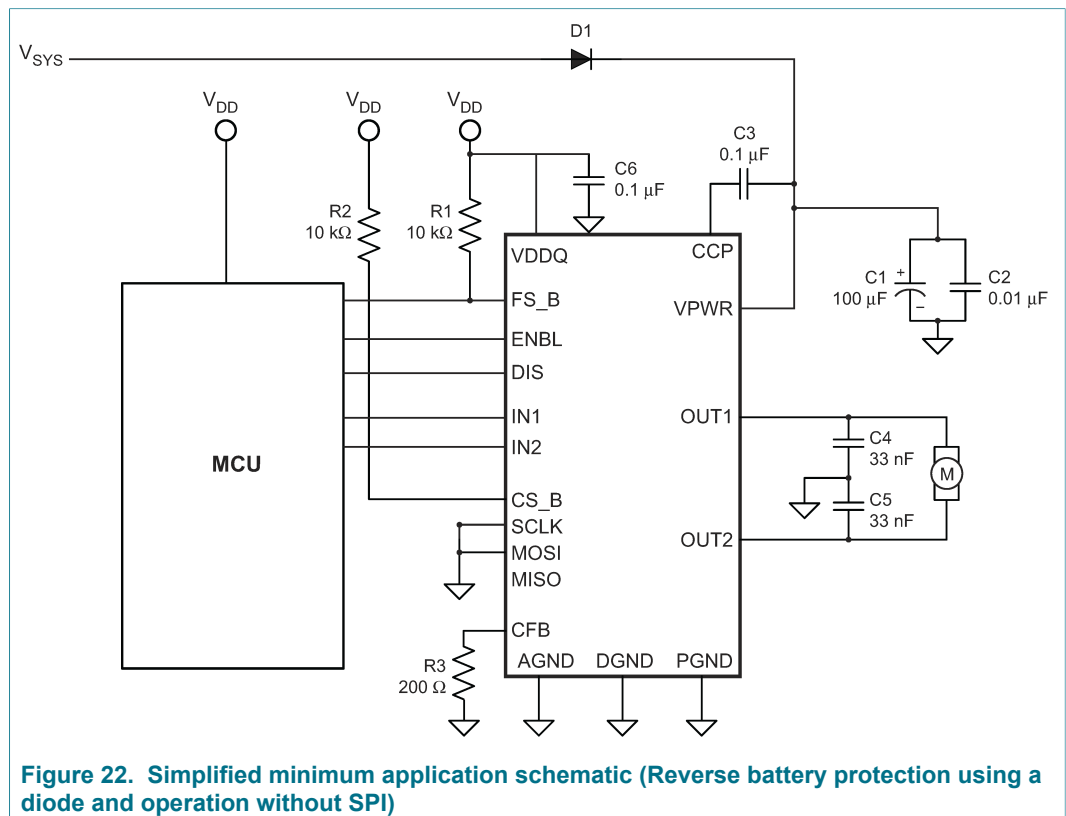 D1
V_SYS
V_DD
V_DD
V_DD
C3
0.1 µF
C6
0.1 µF
R2
10 kΩ
R1
10 kΩ
VDDQ
CCP
C1
100 µF
+
–
C2
0.01 µF
FS_B
VPWR
ENBL
DIS
IN1
OUT1
IN2
C4
33 nF
MCU
M
CS_B
C5
33 nF
SCLK
OUT2
MOSI
MISO
CFB
R3
200 Ω
AGND
DGND
PGND
Figure 22. Simplified minimum application schematic (Reverse battery protection using a
diode and operation without SPI)